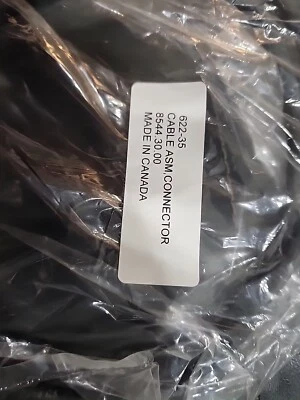 622-35
CABLE ASM,CONNECTOR
8544.30.00
MADE IN CANADA